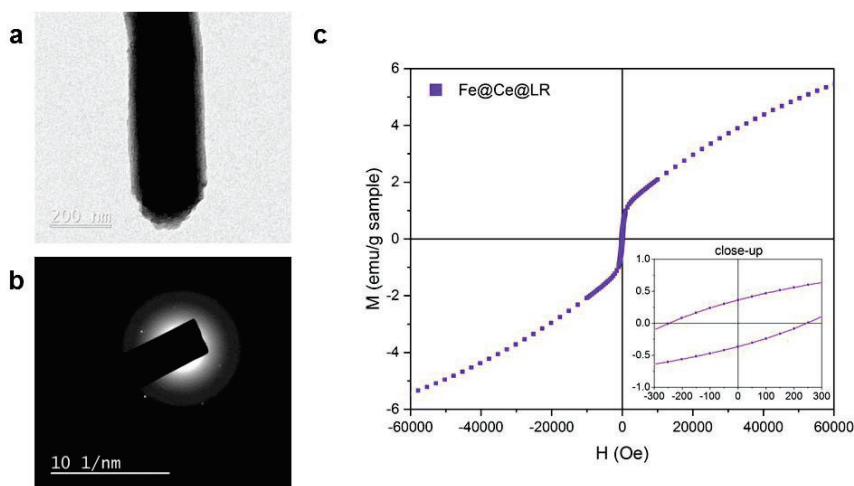 a
200 nm
b
10 1/nm
c
Fe@Ce@LR
M (emu/g sample)
6
4
2
0
-2
-4
-6
-60000 -40000 -20000 0 20000 40000 60000
H (Oe)
close-up
1.0
0.5
0.0
-0.5
-1.0
-300 -200 -100 0 100 200 300